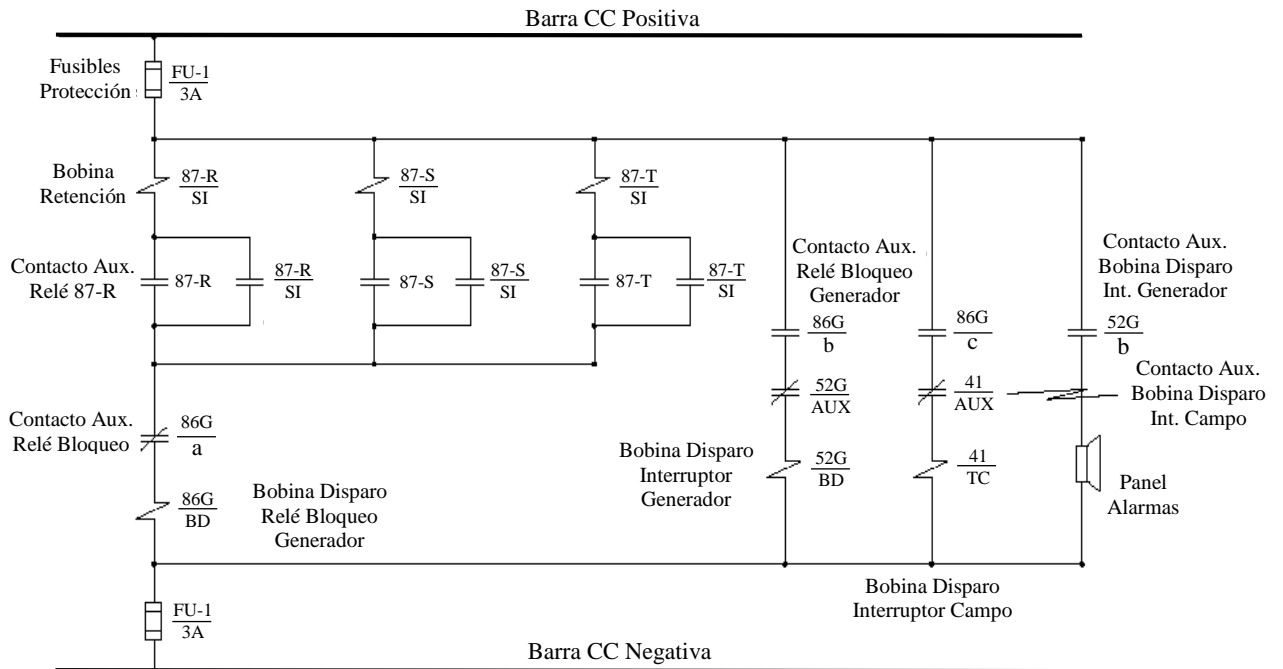 Barra CC Positiva
Fusibles
Protección
FU-1
3A
Bobina
Retención
87-R
SI
87-S
SI
87-T
SI
Contacto Aux.
Relé 87-R
87-R
87-R
SI
87-S
87-S
SI
87-T
87-T
SI
Contacto Aux.
Relé Bloqueo
Generador
Contacto Aux.
Bobina Disparo
Int. Generador
86G
b
86G
c
52G
b
52G
AUX
41
AUX
Contacto Aux.
Bobina Disparo
Int. Campo
Contacto Aux.
Relé Bloqueo
86G
a
Bobina Disparo
Interruptor
Generador
52G
BD
41
TC
Panel
Alarmas
86G
BD
Bobina Disparo
Relé Bloqueo
Generador
Bobina Disparo
Interruptor Campo
FU-1
3A
Barra CC Negativa